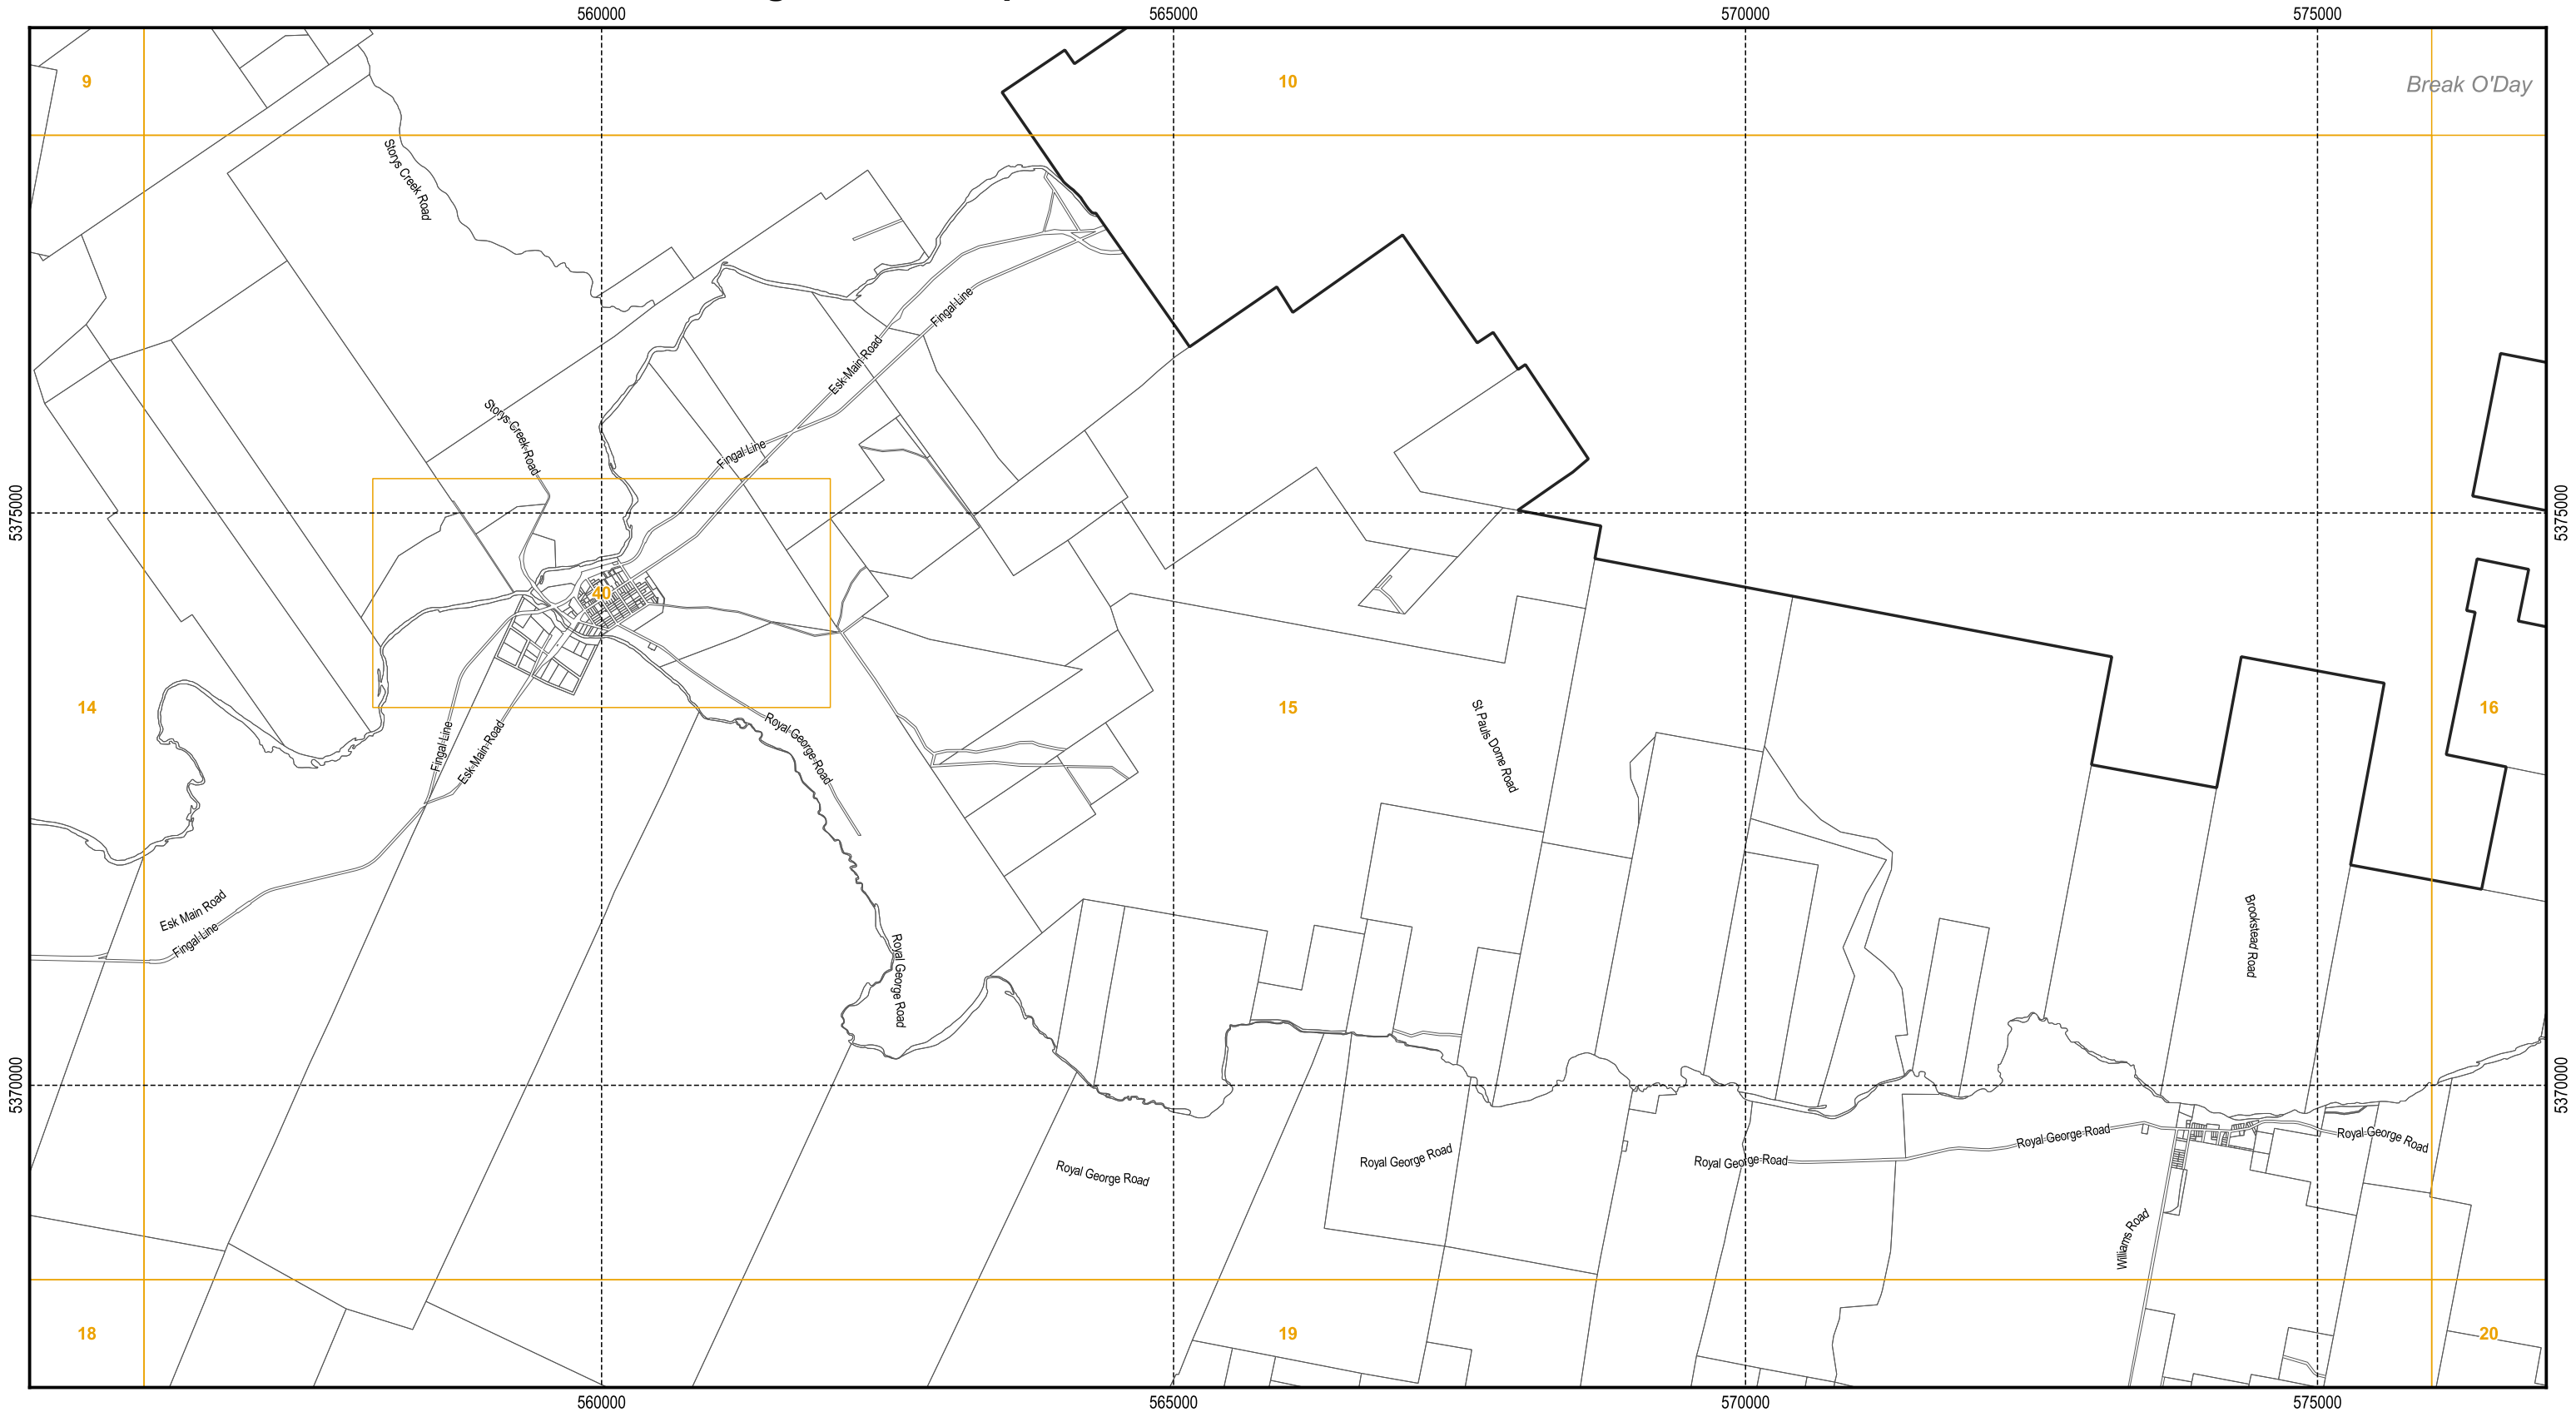 560000
565000
570000
575000
9
10
Break O'Day
Storys Creek Road
Fingal Line
Esk Main Road
Storys Creek Road
Fingal Line
5375000
5375000
40
14
15
16
St Pauls Dome Road
Royal George Road
Fingal Line
Esk Main Road
Esk Main Road
Fingal Line
Brookstead Road
Royal George Road
5370000
5370000
Royal George Road
Royal George Road
Royal George Road
Royal George Road
Royal George Road
Williams Road
18
19
20
560000
565000
570000
575000